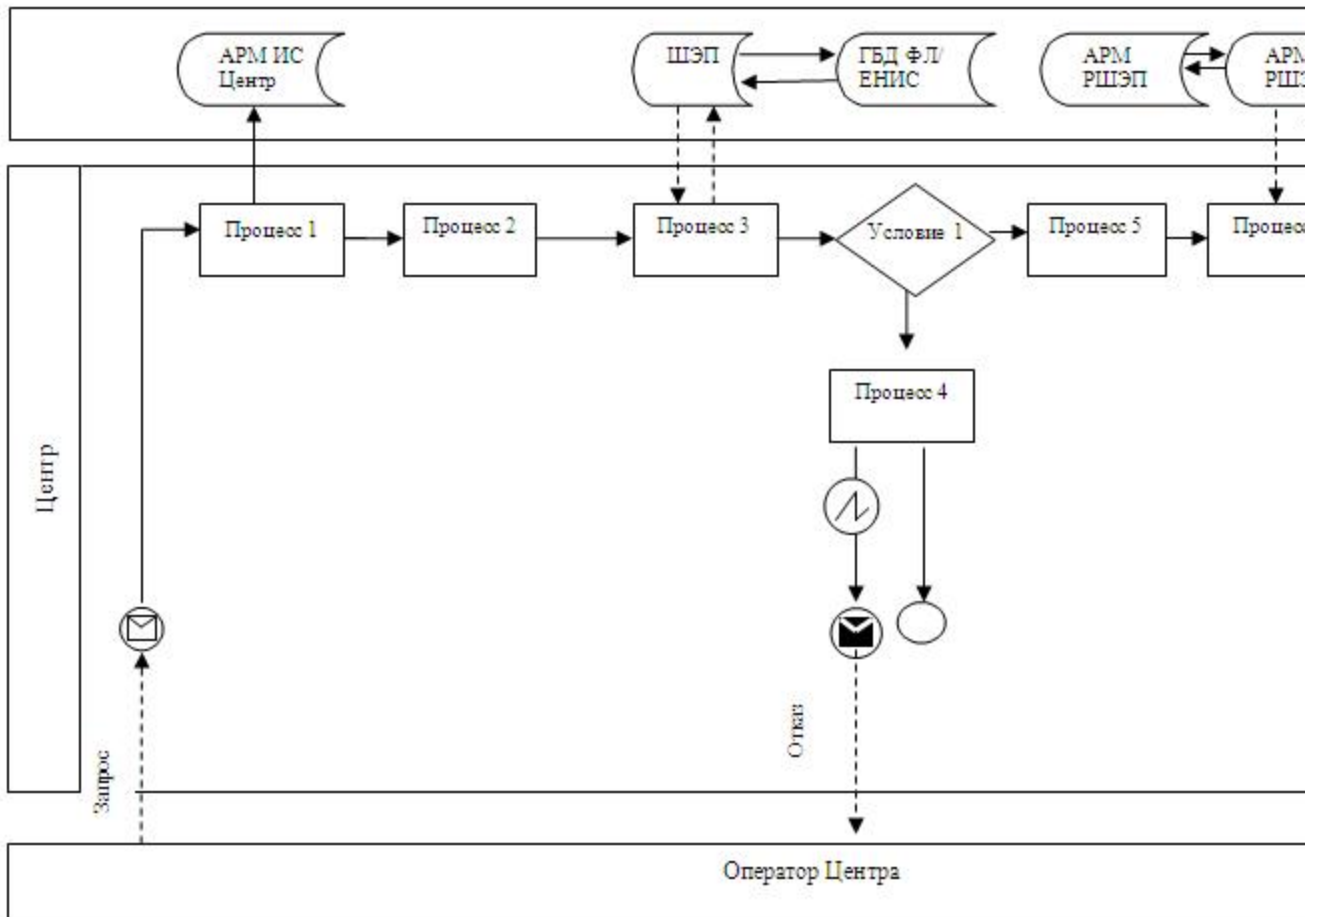 АРМ ИС
Центр
ШЭП
ГБД ФЛ/
ЕНИС
АРМ
РШЭП
Процесс 1
Процесс 2
Процесс 3
Условие 1
Процесс 5
Процесс
Процесс 4
Центр
Запрос
Отказ
Оператор Центра